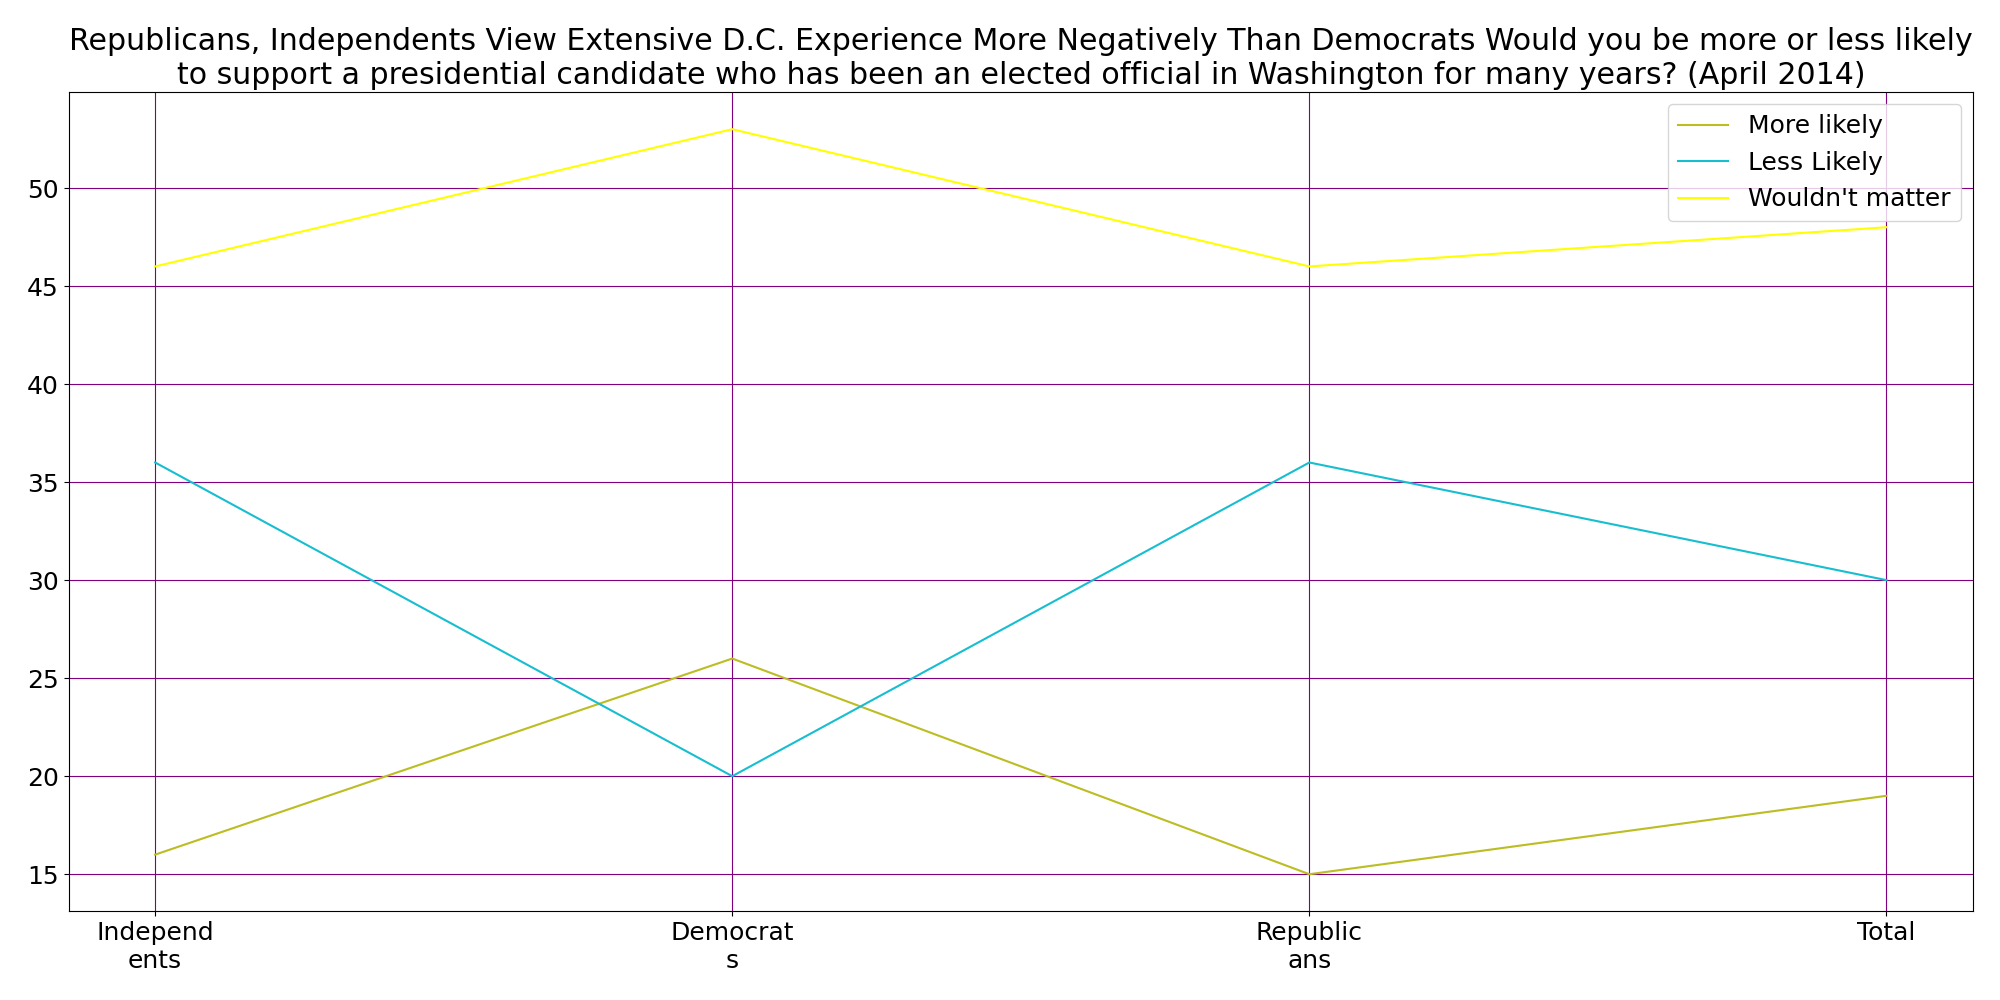 Republicans, Independents View Extensive D.C. Experience More Negatively Than Democrats Would you be more or less likely
to support a presidential candidate who has been an elected official in Washington for many years? (April 2014)
More likely
Less Likely
Wouldn't matter
50
45
40
35
30
25
20
15
Independ
ents
Democrat
s
Republic
ans
Total